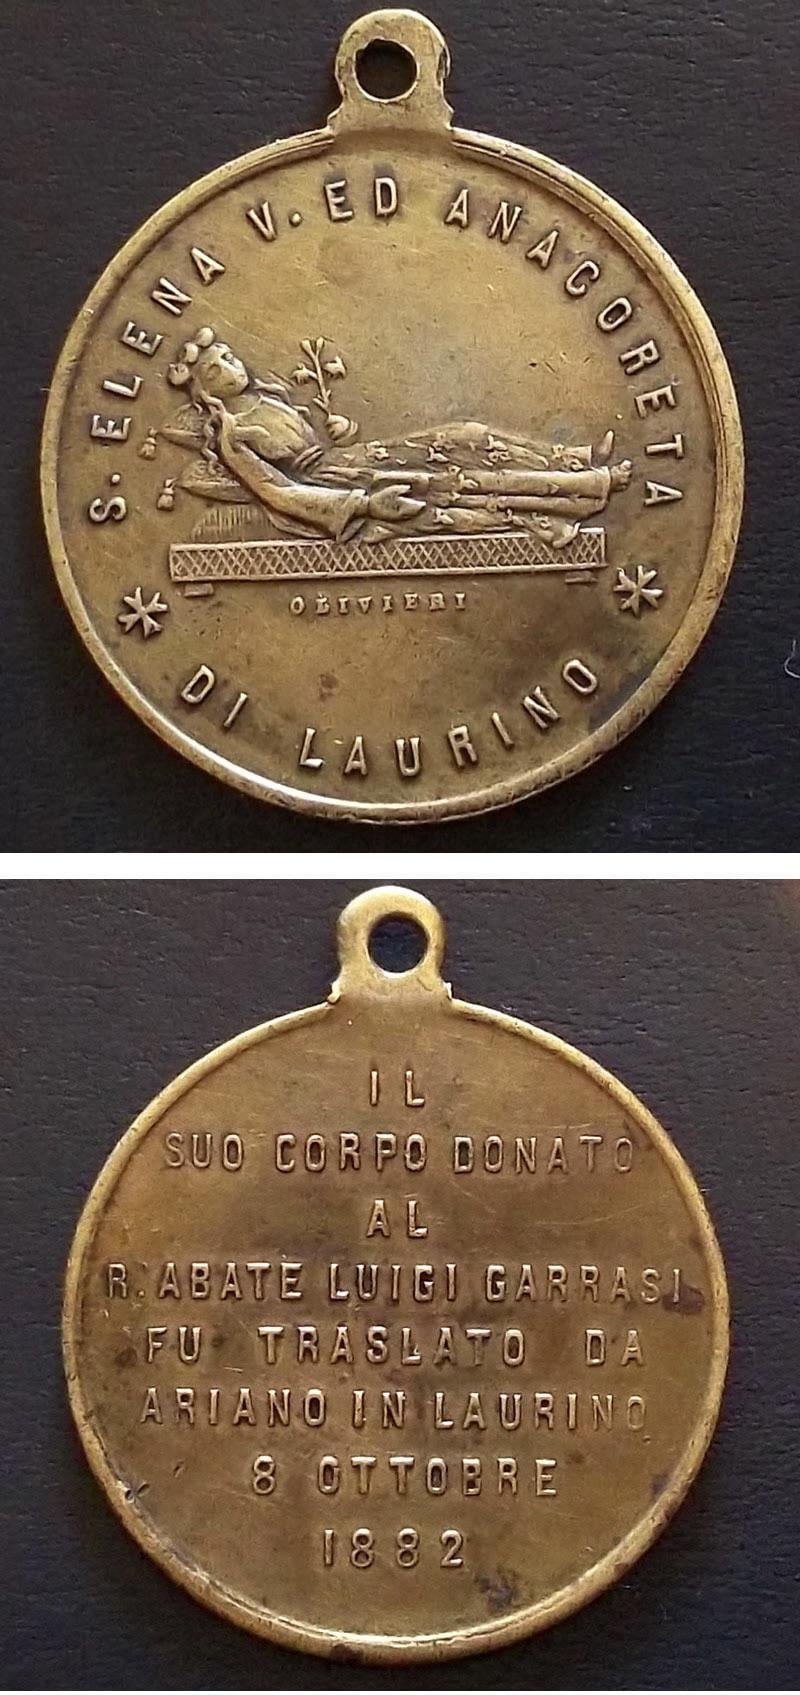 S. ELENA V. ED ANACORETA
OLIVIERI
DI LAURINO
IL
SUO CORPO DONATO
AL
R. ABATE LUIGI GARRASI
FU TRASLATO DA
ARIANO IN LAURINO
8 OTTOBRE
1882